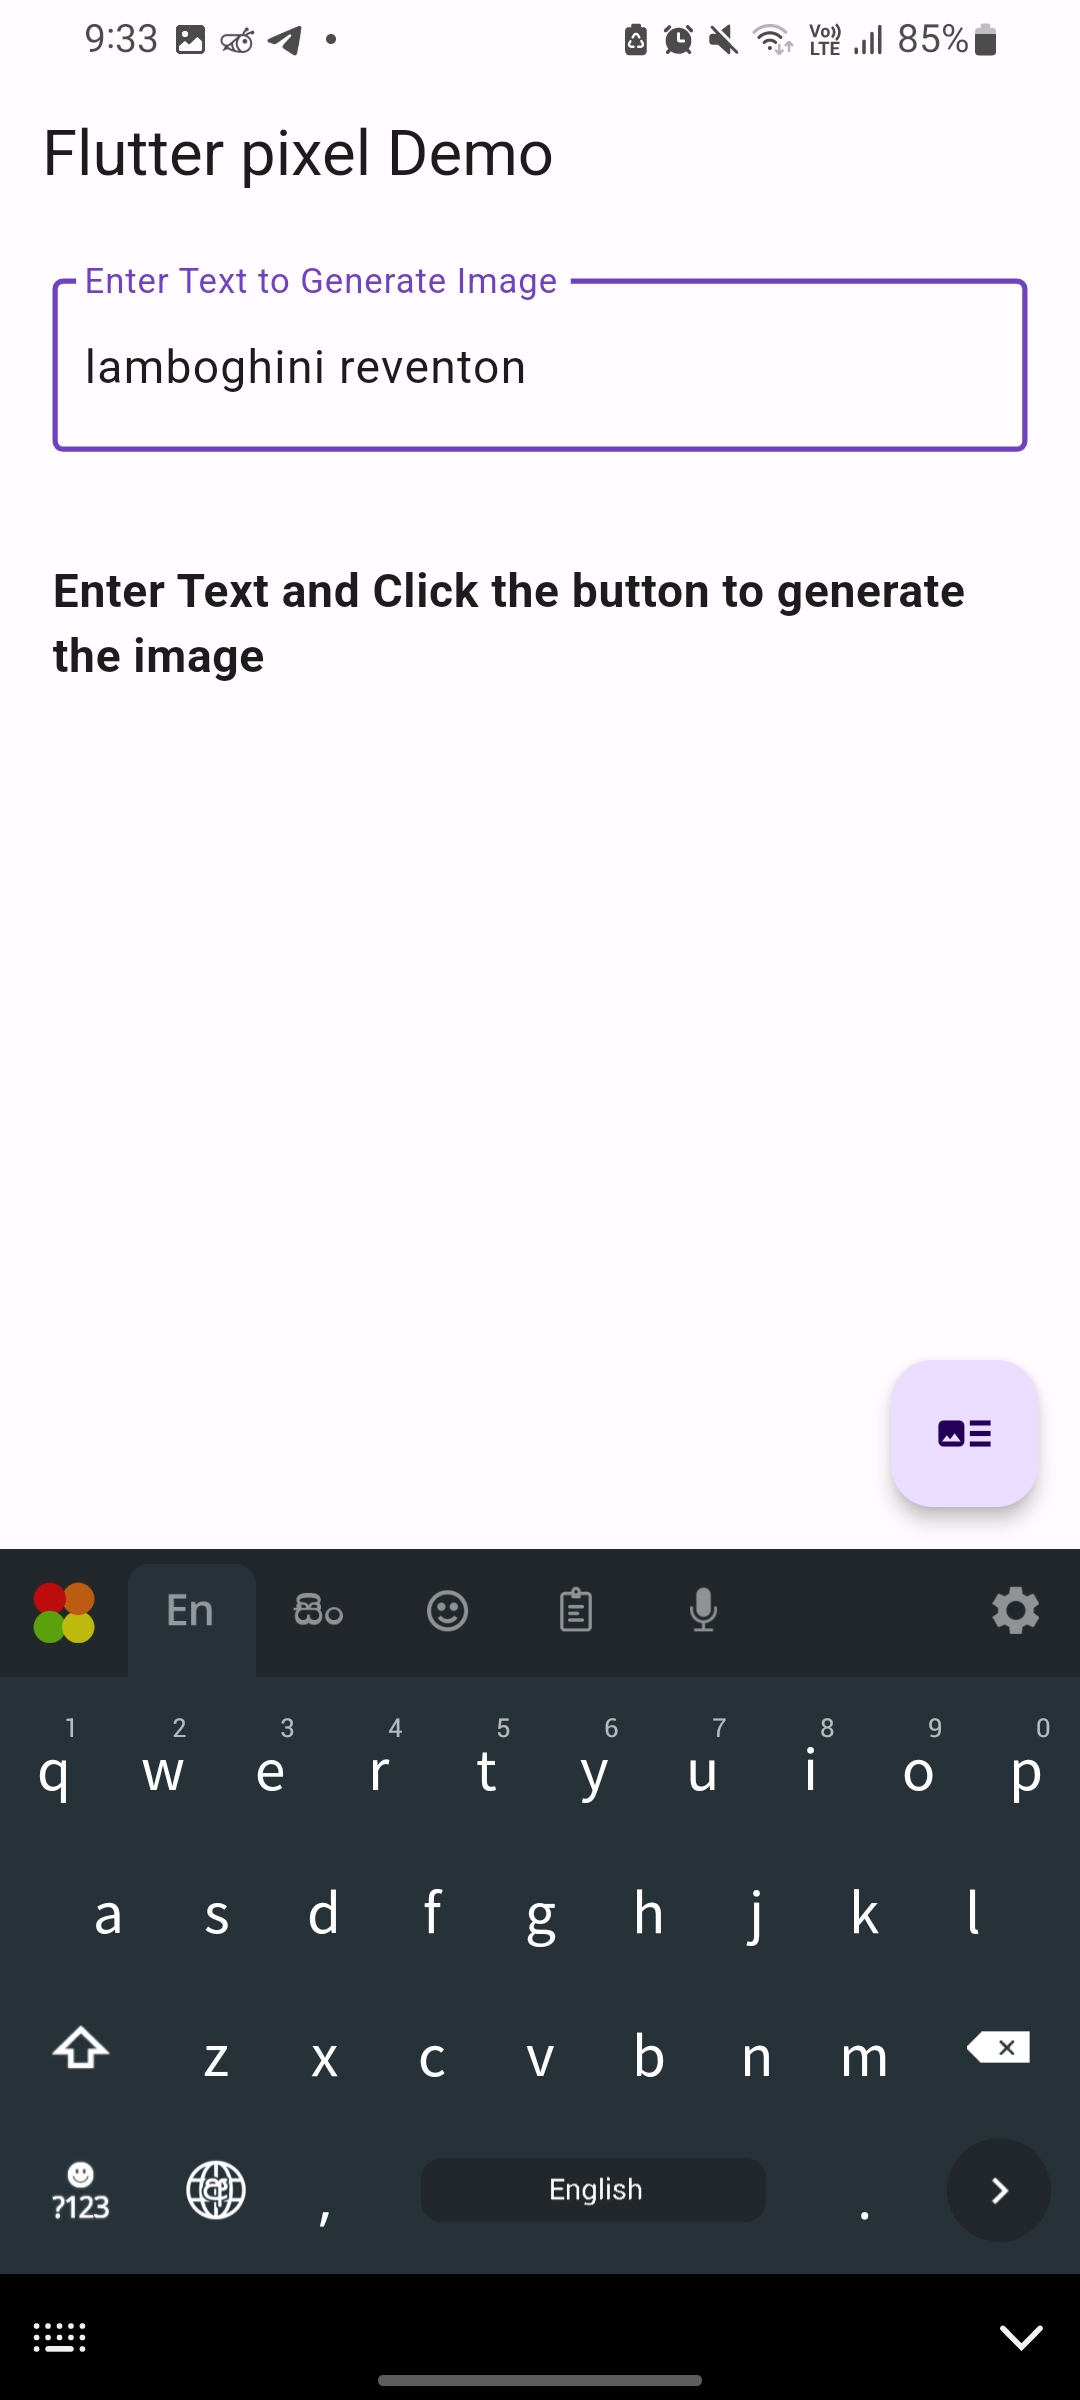 9:33 Vo)) LTE 85%
Flutter pixel Demo
Enter Text to Generate Image
lamboghini reventon
Enter Text and Click the button to generate
the image
En සිං
1 2 3 4 5 6 7 8 9 0
q w e r t y u i o p
a s d f g h j k l
z x c v b n m
?123 , English .